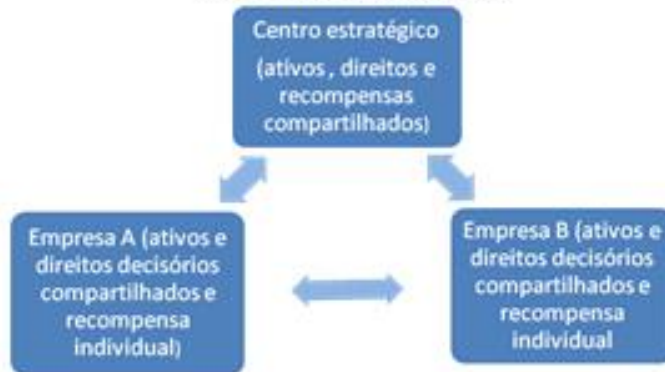 Centro estratégico
(ativos , direitos e
recompensas
compartilhados)
Empresa A (ativos e
direitos decisórios
compartilhados e
recompensa
individual)
Empresa B (ativos e
direitos decisórios
compartilhados e
recompensa
individual